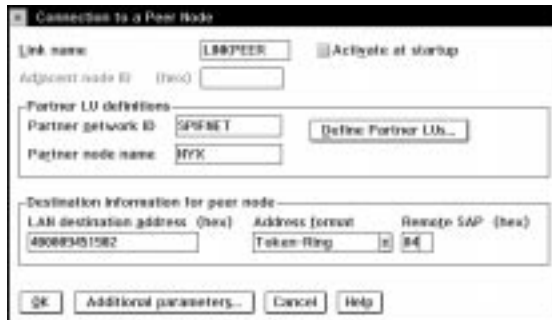 Connection to a Peer Node
Link name LINKPEER Activate at startup
Adjacent node ID (hex)
Partner LU definitions
Partner network ID SPIFNET Define Partner LUs...
Partner node name NYX
Destination information for peer node
LAN destination address (hex) Address format Remote SAP (hex)
400009451902 Token-Ring 04
OK Additional parameters... Cancel Help